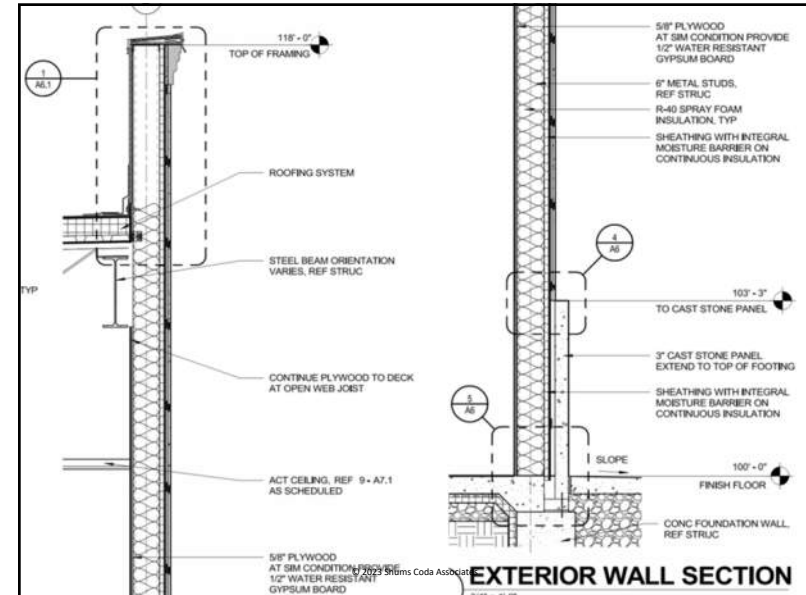 118' - 0"
TOP OF FRAMING
1
A6.1
ROOFING SYSTEM
STEEL BEAM ORIENTATION
VARIES, REF STRUC
TYP
CONTINUE PLYWOOD TO DECK
AT OPEN WEB JOIST
ACT CEILING, REF 9 - A7.1
AS SCHEDULED
5/8" PLYWOOD
AT SIM CONDITION PROVIDE
1/2" WATER RESISTANT
GYPSUM BOARD
5/8" PLYWOOD
AT SIM CONDITION PROVIDE
1/2" WATER RESISTANT
GYPSUM BOARD
6" METAL STUDS,
REF STRUC
R-40 SPRAY FOAM
INSULATION, TYP
SHEATHING WITH INTEGRAL
MOISTURE BARRIER ON
CONTINUOUS INSULATION
4
A6
103' - 3"
TO CAST STONE PANEL
3" CAST STONE PANEL
EXTEND TO TOP OF FOOTING
SHEATHING WITH INTEGRAL
MOISTURE BARRIER ON
CONTINUOUS INSULATION
5
A6
SLOPE
100' - 0"
FINISH FLOOR
CONC FOUNDATION WALL,
REF STRUC
© 2023 Shums Coda Associates
EXTERIOR WALL SECTION